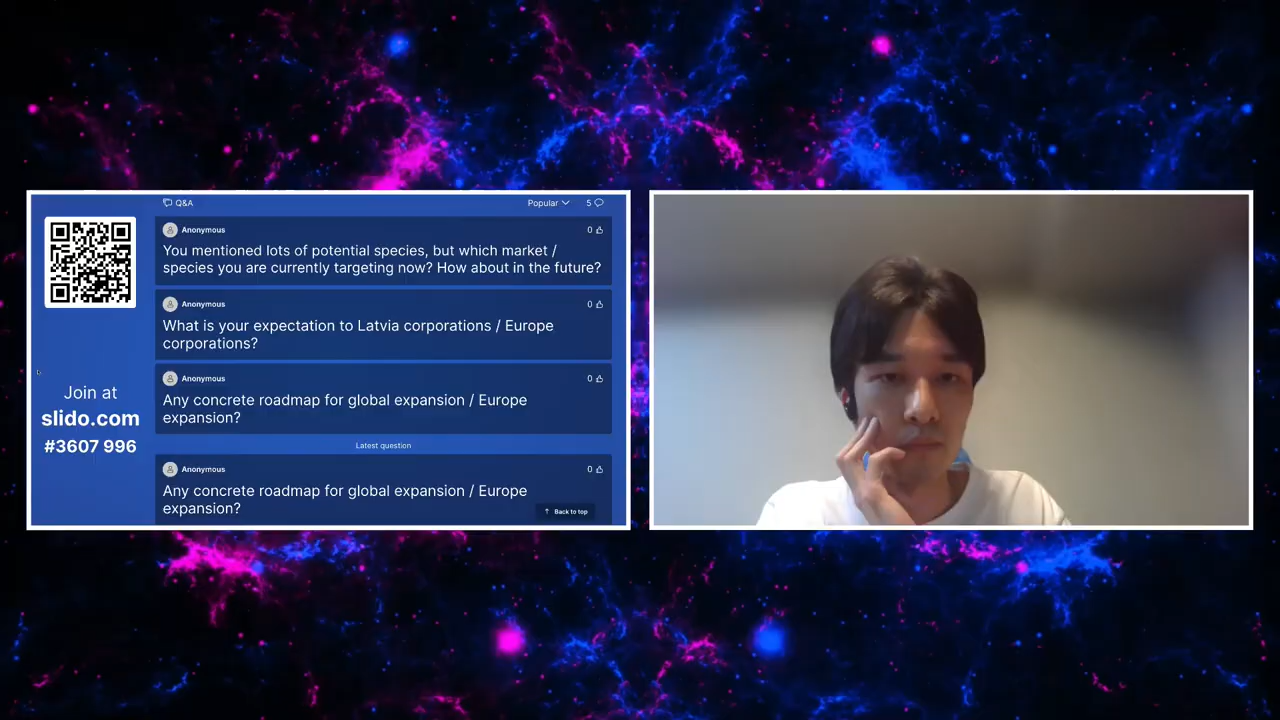 Q&A
Popular
5
Anonymous
0
You mentioned lots of potential species, but which market /
species you are currently targeting now? How about in the future?
Anonymous
0
What is your expectation to Latvia corporations / Europe
corporations?
Anonymous
0
Any concrete roadmap for global expansion / Europe
expansion?
Latest question
Anonymous
0
Any concrete roadmap for global expansion / Europe
expansion?
Back to top
Join at
slido.com
#3607 996